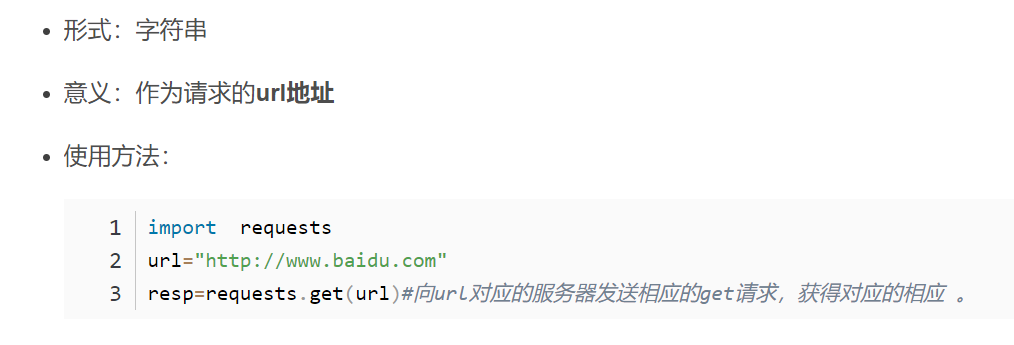 形式：字符串
意义：作为请求的url地址
使用方法：
1 import  requests
2 url="http://www.baidu.com"
3 resp=requests.get(url)#向url对应的服务器发送相应的get请求，获得对应的相应 。